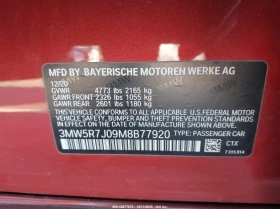 MFD BY BAYERISCHE MOTOREN WERKE AG
12/20
GVWR 4773 lbs 2165 kg
GAWR FRONT 2326 lbs 1055 kg
GAWR REAR 2601 lbs 1180 kg
THIS VEHICLE CONFORMS TO ALL APPLICABLE
FEDERAL MOTOR VEHICLE SAFETY, BUMPER
AND THEFT PREVENTION STANDARDS IN EFFECT
ON THE DATE OF MANUFACTURE SHOWN ABOVE.
3MW5R7J09M8B77920 TYPE: PASSENGER CAR
CTX